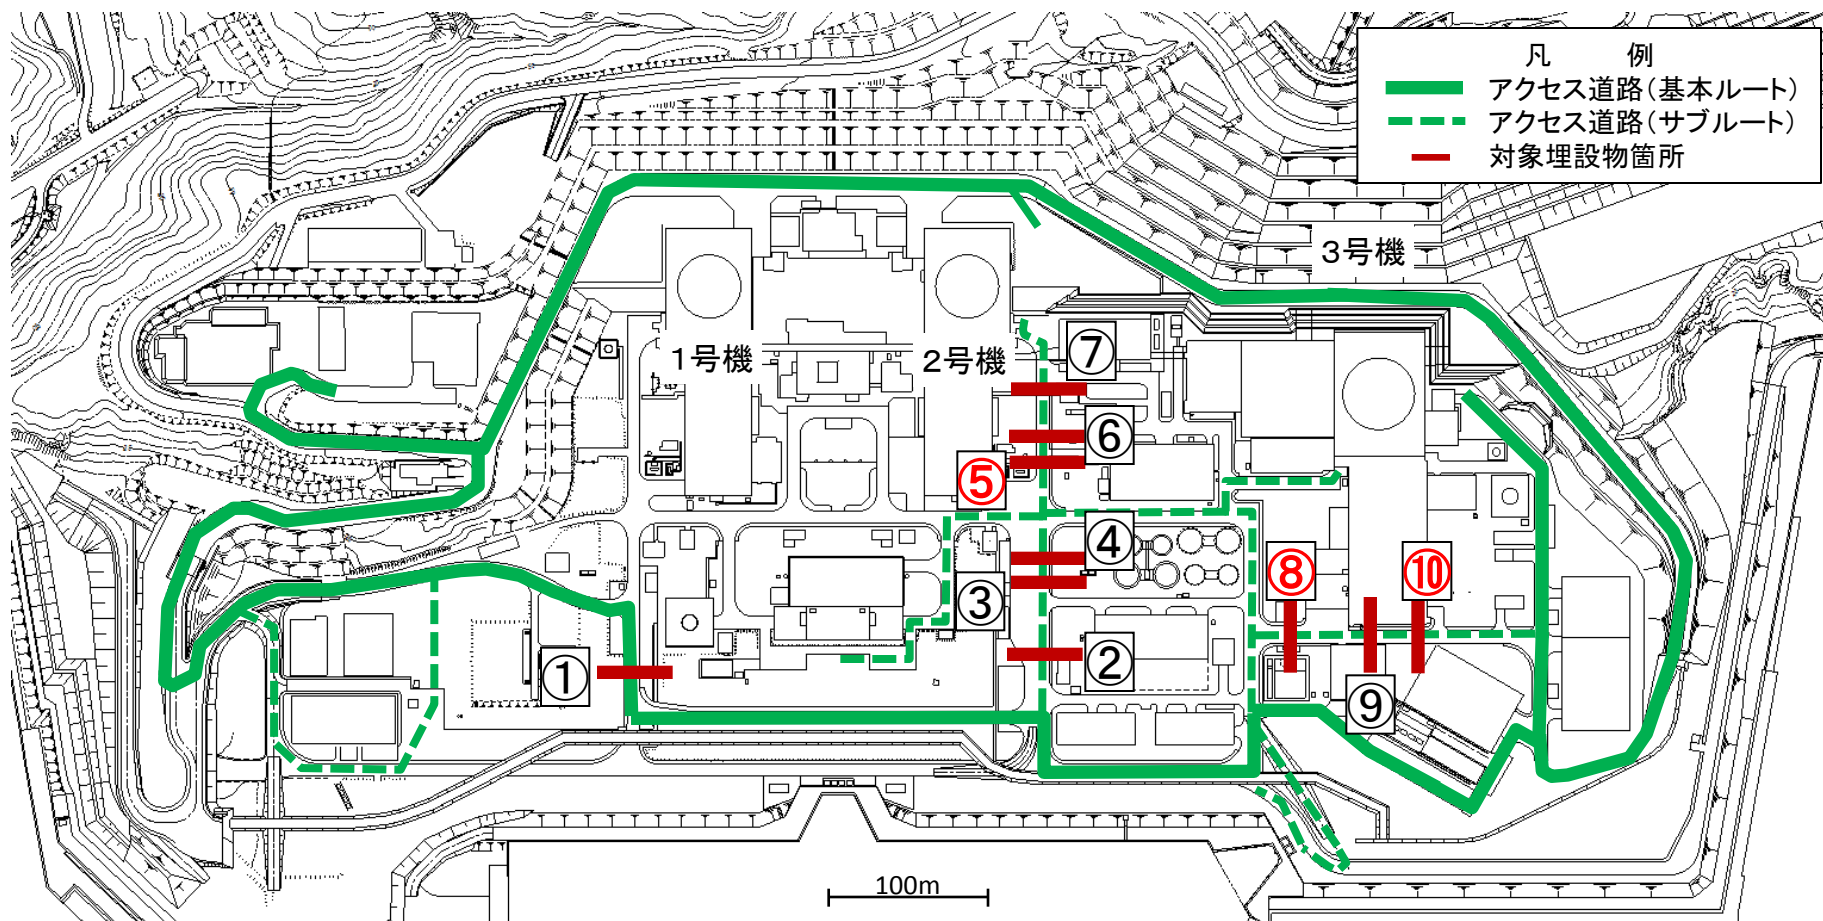 凡　例
アクセス道路(基本ルート)
アクセス道路(サブルート)
対象埋設物箇所
3号機
1号機
2号機
⑦
⑥
⑤
④
⑧
⑩
③
②
①
⑨
100m